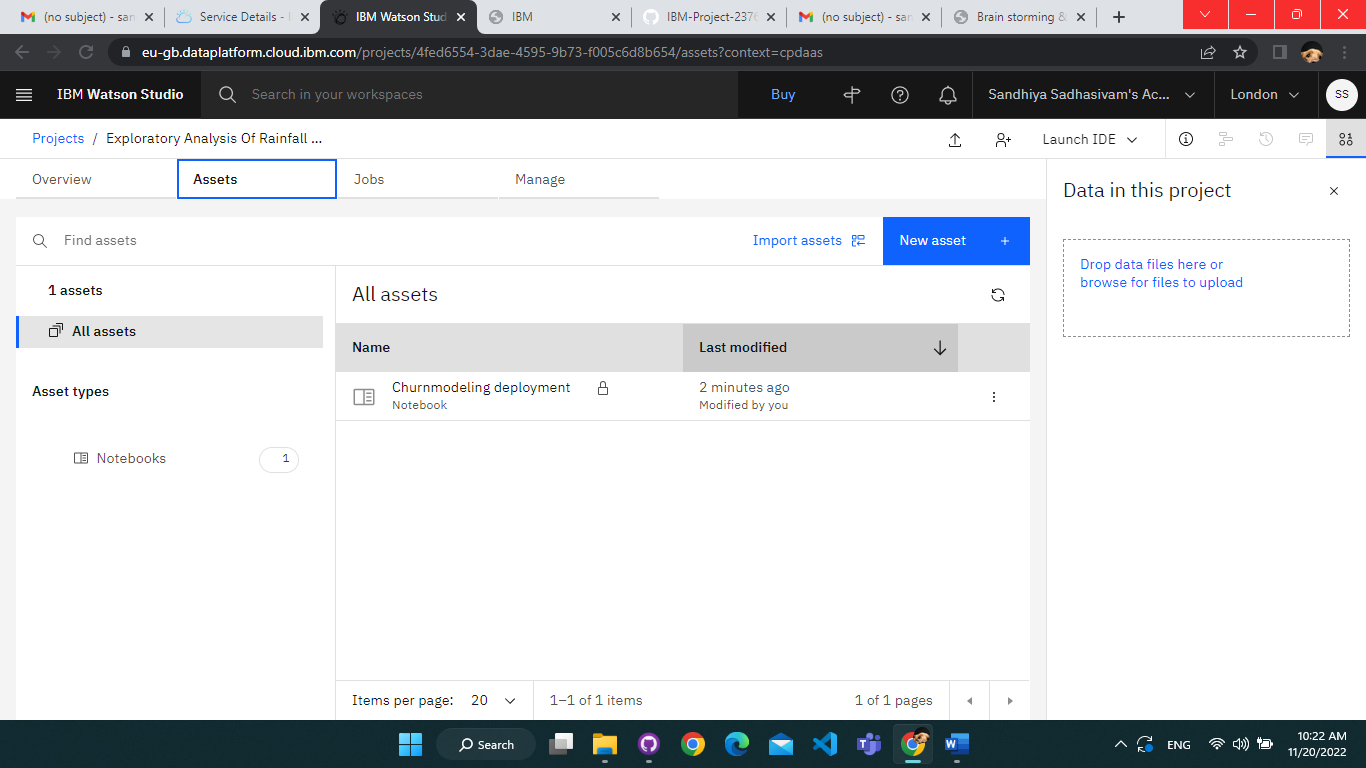 (no subject) - san
Service Details - I
IBM Watson Stud
IBM
IBM-Project-2376
(no subject) - san
Brain storming &
eu-gb.dataplatform.cloud.ibm.com/projects/4fed6554-3dae-4595-9b73-f005c6d8b654/assets?context=cpdaas
IBM Watson Studio
Search in your workspaces
Buy
Sandhiya Sadhasivam's Ac...
London
SS
Projects / Exploratory Analysis Of Rainfall ...
Launch IDE
Overview
Assets
Jobs
Manage
Data in this project
Find assets
Import assets
New asset +
Drop data files here or
browse for files to upload
1 assets
All assets
All assets
Name
Last modified
Asset types
Churnmodeling deployment
Notebook
2 minutes ago
Modified by you
Notebooks
1
Items per page: 20
1–1 of 1 items
1 of 1 pages
Search
ENG
10:22 AM
11/20/2022